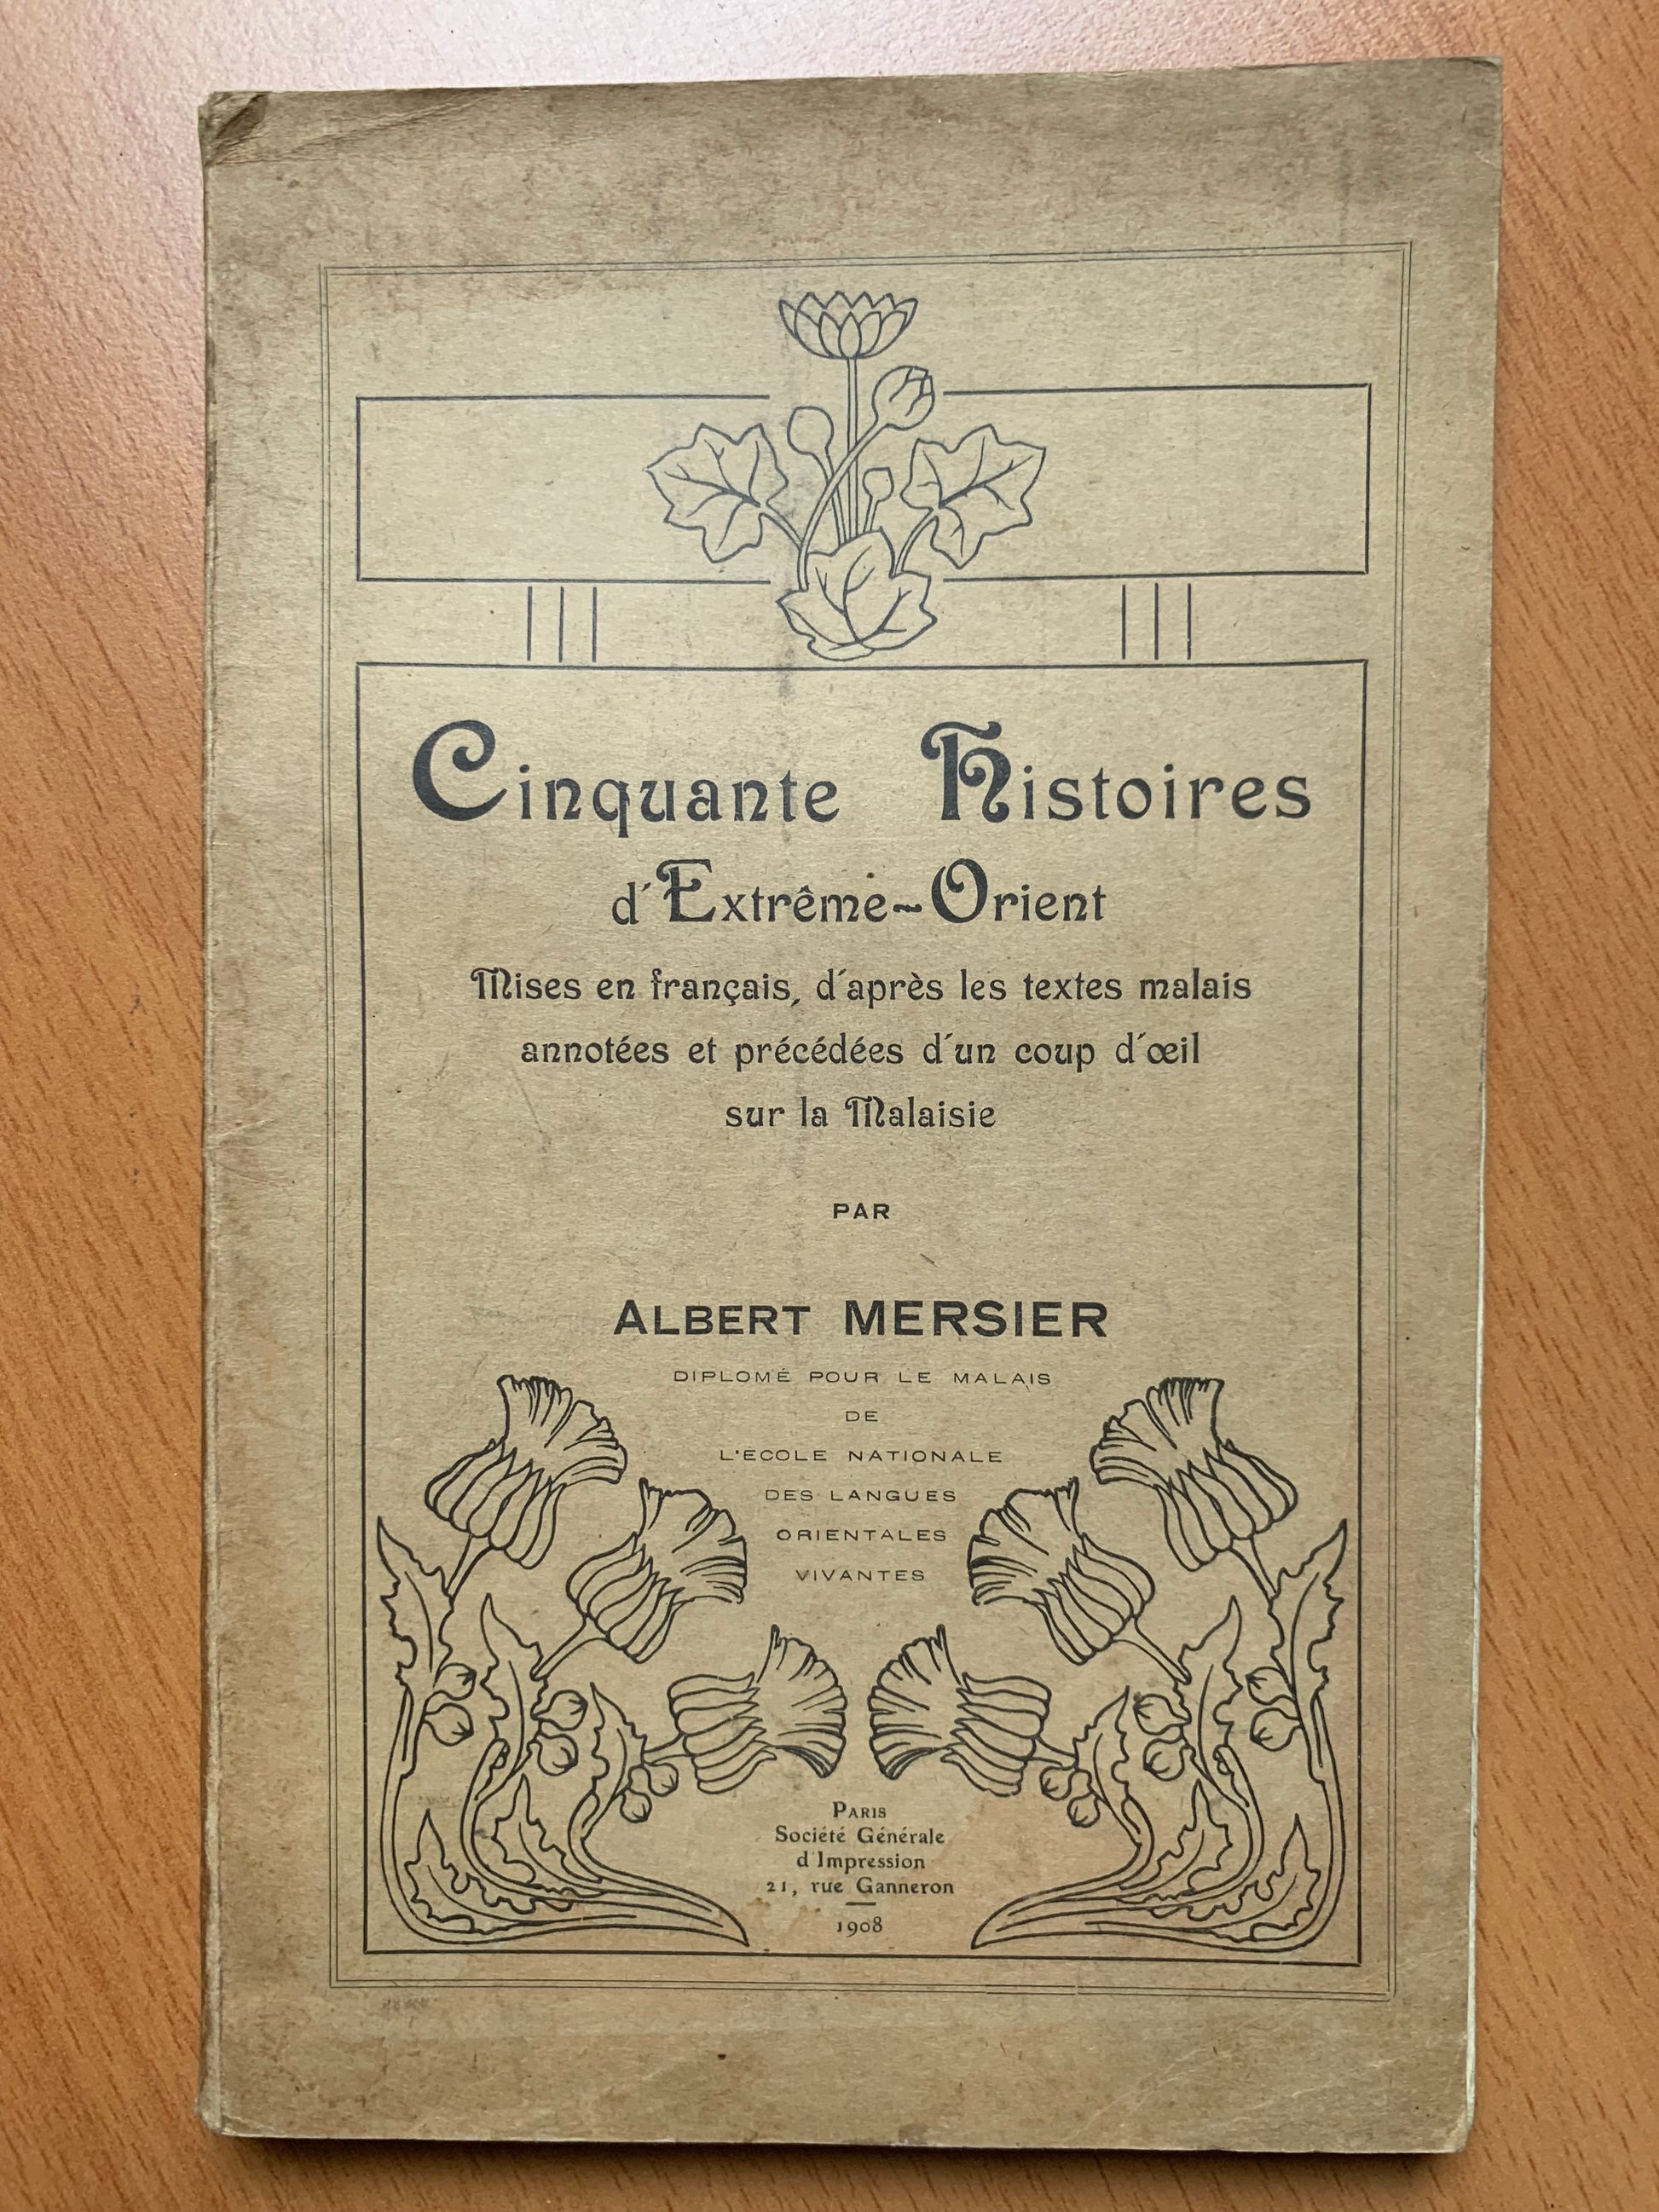 Cinquante Histoires
d'Extrême-Orient
Mises en français, d'après les textes malais
annotées et précédées d'un coup d'œil
sur la Malaisie
PAR
ALBERT MERSIER
DIPLOMÉ POUR LE MALAIS
DE
L'ECOLE NATIONALE
DES LANGUES
ORIENTALES
VIVANTES
PARIS
Société Générale
d'Impression
21, rue Ganneron
1908